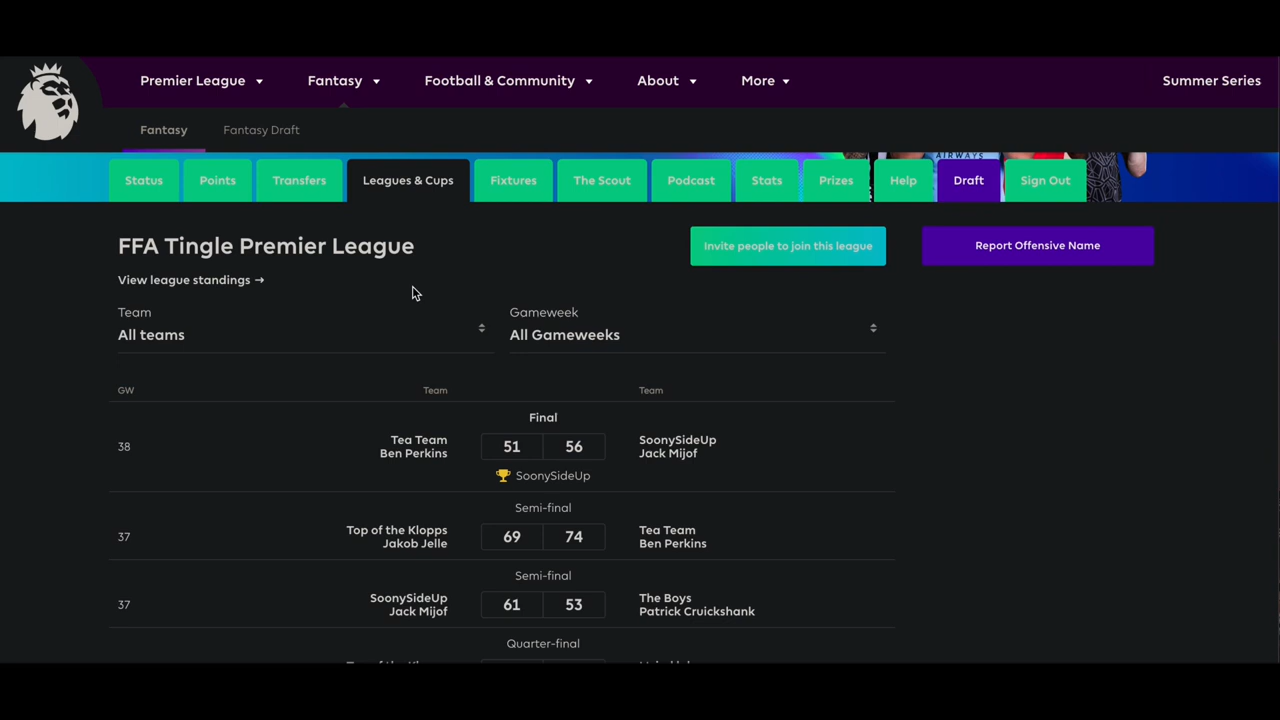 Premier League
Fantasy
Football & Community
About
More
Summer Series
Fantasy
Fantasy Draft
AIRWAYS
Status
Points
Transfers
Leagues & Cups
Fixtures
The Scout
Podcast
Stats
Prizes
Help
Draft
Sign Out
FFA Tingle Premier League
Invite people to join this league
Report Offensive Name
View league standings →
Team
All teams
Gameweek
All Gameweeks
GW
Team
Team
Final
38
Tea Team
Ben Perkins
51
56
SoonySideUp
Jack Mijof
SoonySideUp
Semi-final
37
Top of the Klopps
Jakob Jelle
69
74
Tea Team
Ben Perkins
Semi-final
37
SoonySideUp
Jack Mijof
61
53
The Boys
Patrick Cruickshank
Quarter-final